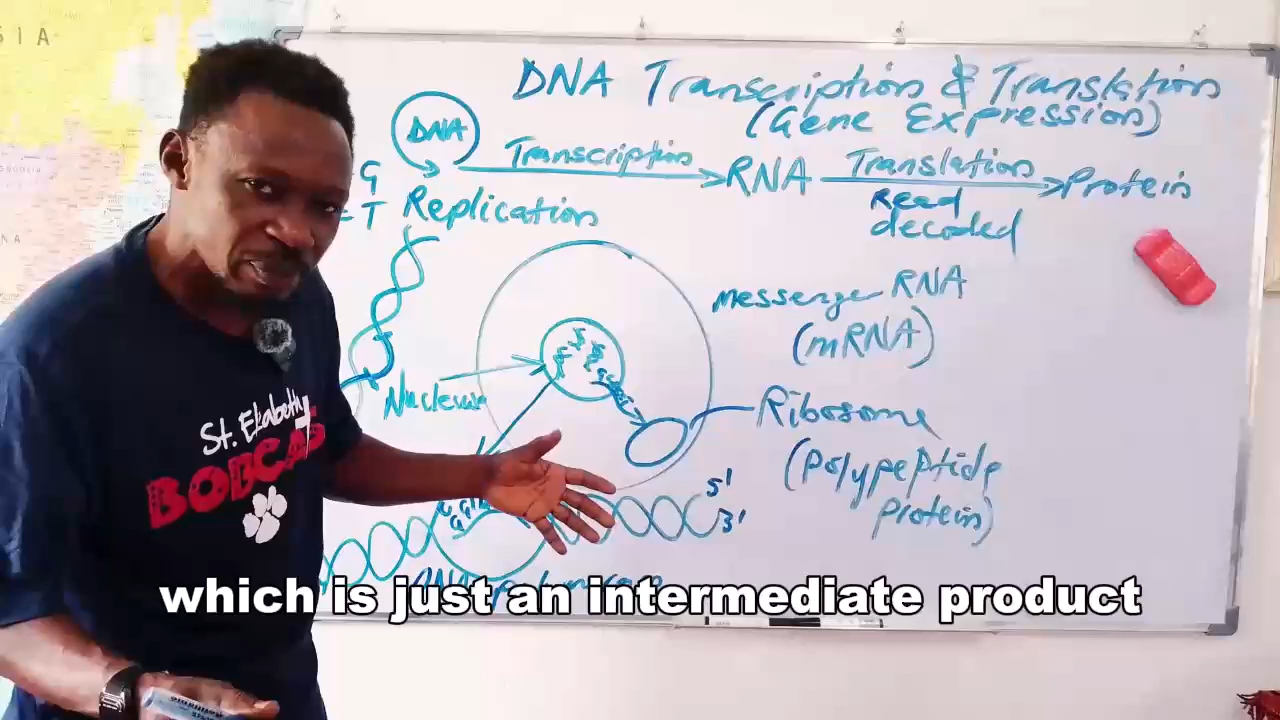 DNA Transcription & Translation
(Gene Expression)
DNA
Transcription
RNA
Translation
Protein
Read
decoded
G
= T
Replication
messenger RNA
(mRNA)
Nucleus
Ribosome
(Polypeptide
protein)
5'
3'
St. Elizabeth
BOBCATS
which is just an intermediate product